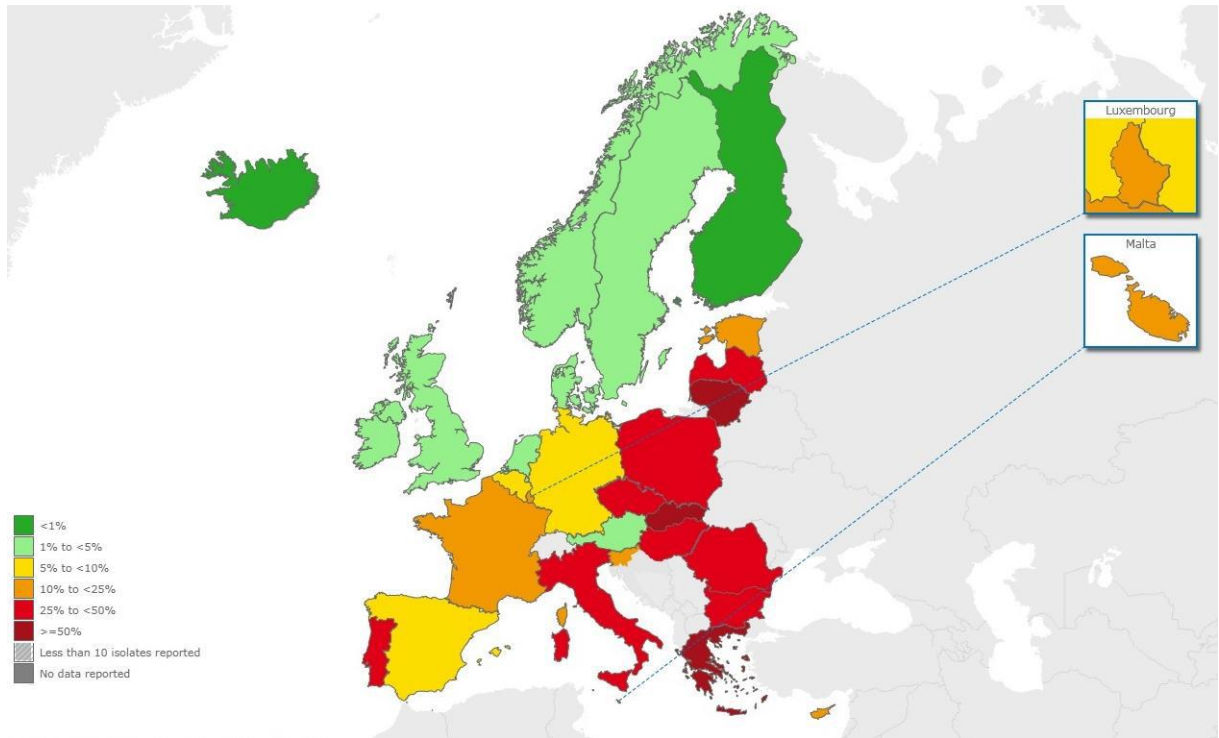 Luxembourg
Malta
<1%
1% to <5%
5% to <10%
10% to <25%
25% to <50%
>=50%
Less than 10 isolates reported
No data reported